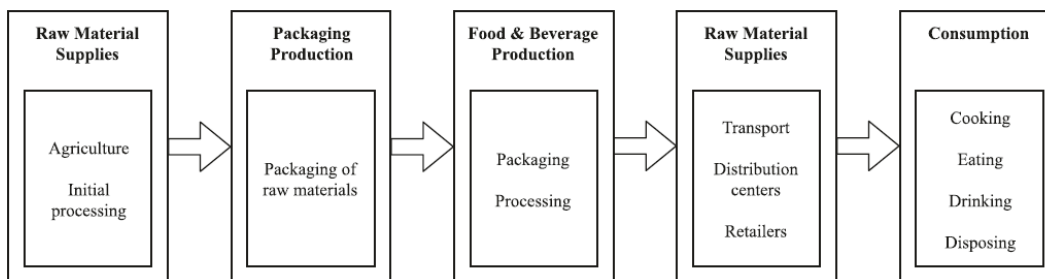 Raw Material
Supplies
Agriculture
Initial
processing
Packaging
Production
Packaging of
raw materials
Food & Beverage
Production
Packaging
Processing
Raw Material
Supplies
Transport
Distribution
centers
Retailers
Consumption
Cooking
Eating
Drinking
Disposing